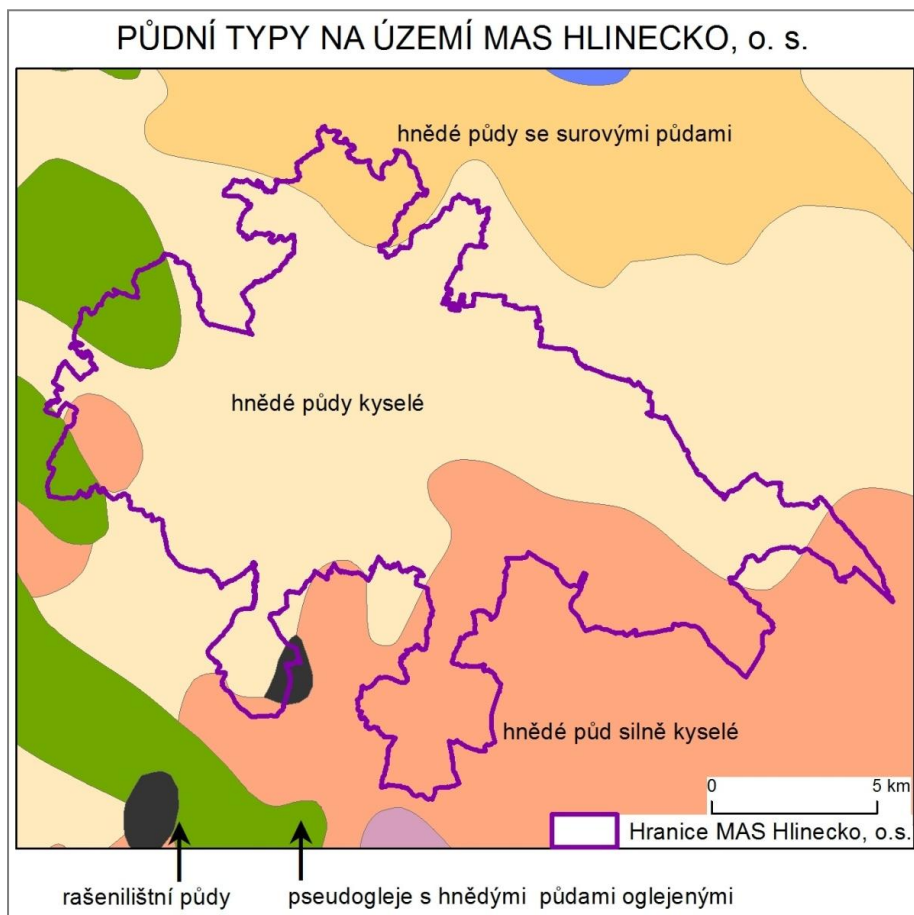 PŮDNÍ TYPY NA ÚZEMÍ MAS HLINECKO, o. s.
hnědé půdy se surovými půdami
hnědé půdy kyselé
hnědé půd silně kyselé
0 5 km
Hranice MAS Hlinecko, o.s.
rašenilištní půdy
pseudogleje s hnědými půdami oglejenými